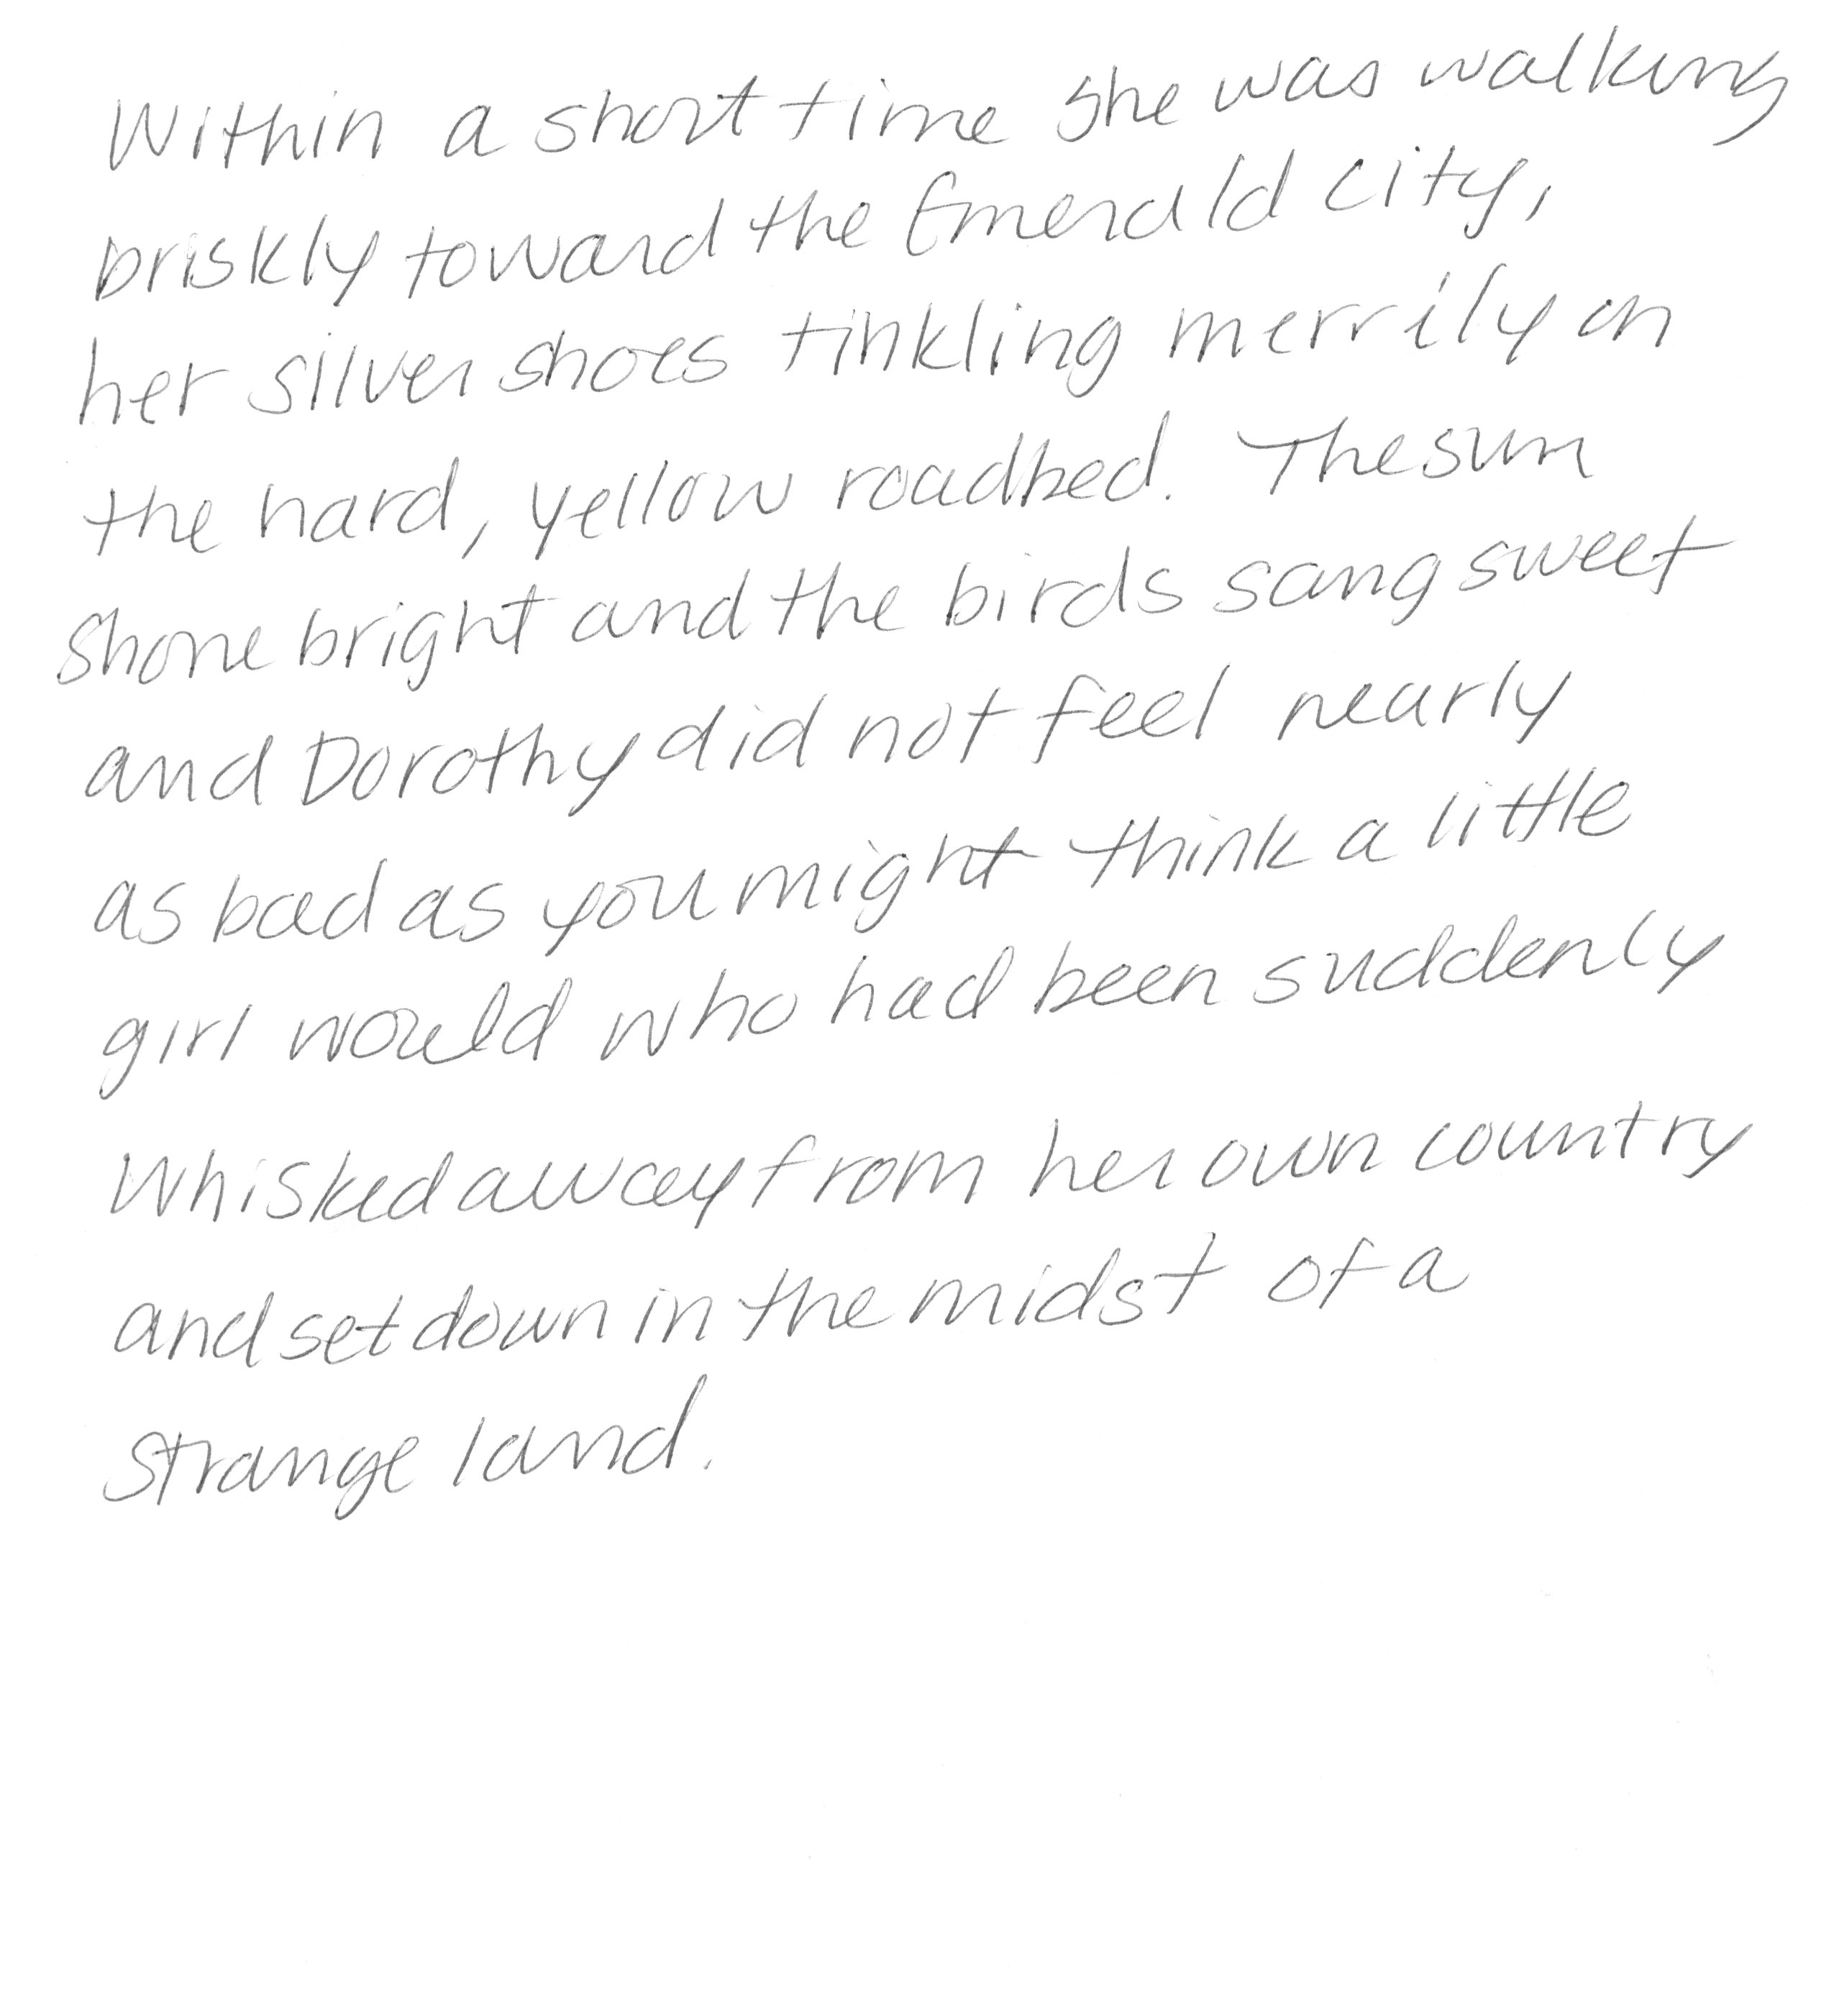 Within a short time she was walking
briskly toward the Emerald City,
her silver shoes tinkling merrily on
the hard, yellow roadbed. The sun
shone bright and the birds sang sweet
and Dorothy did not feel nearly
as bad as you might think a little
girl would who had been suddenly
whisked away from her own country
and set down in the midst of a
strange land.